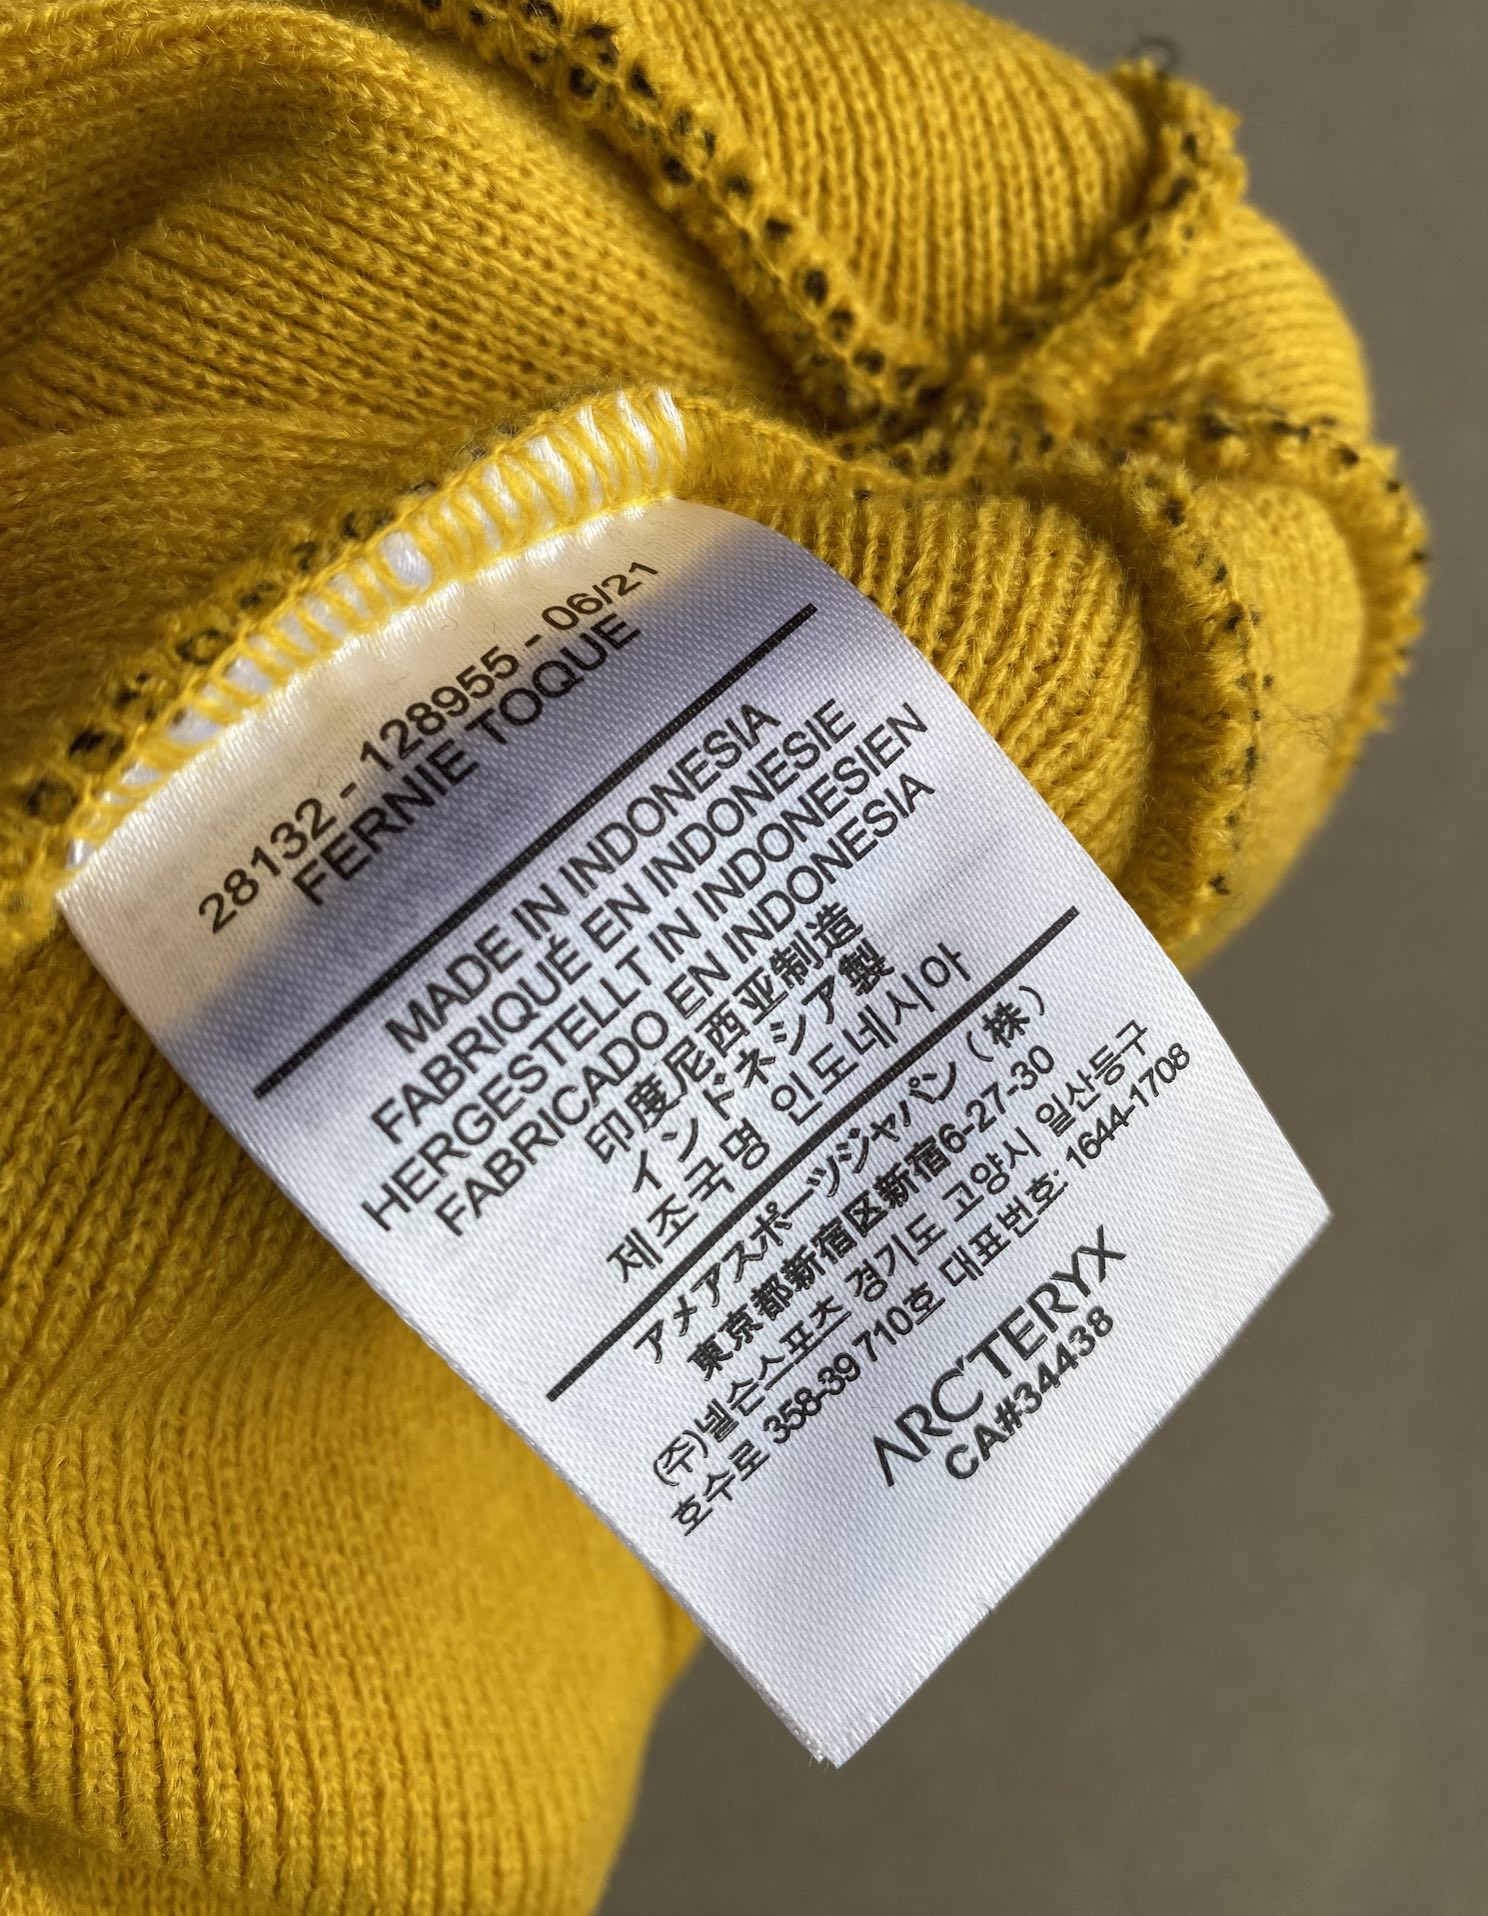 28132 - 128955 - 06/21
FERNIE TOQUE
MADE IN INDONESIA
FABRIQUÉ EN INDONESIE
HERGESTELLT IN INDONESIEN
FABRICADO EN INDONESIA
印度尼西亚制造
インドネシア製
제조국명 인도네시아
アメアスポーツジャパン（株）
東京都新宿区新宿6-27-30
(주)넬슨스포츠 경기도 고양시 일산동구
호수로 358-39 710호 대표번호: 1644-1708
ARC'TERYX
CA#34438